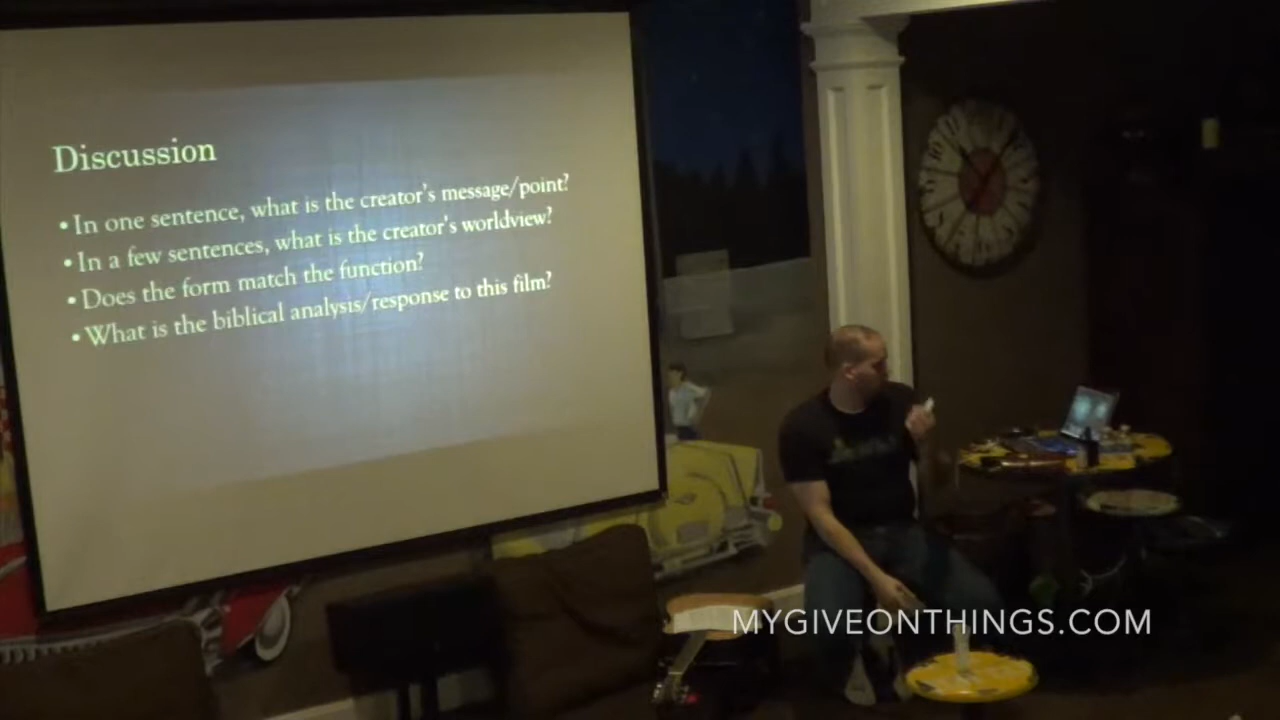 Discussion
• In one sentence, what is the creator's message/point?
• In a few sentences, what is the creator's worldview?
• Does the form match the function?
• What is the biblical analysis/response to this film?
MYGIVEONTHINGS.COM